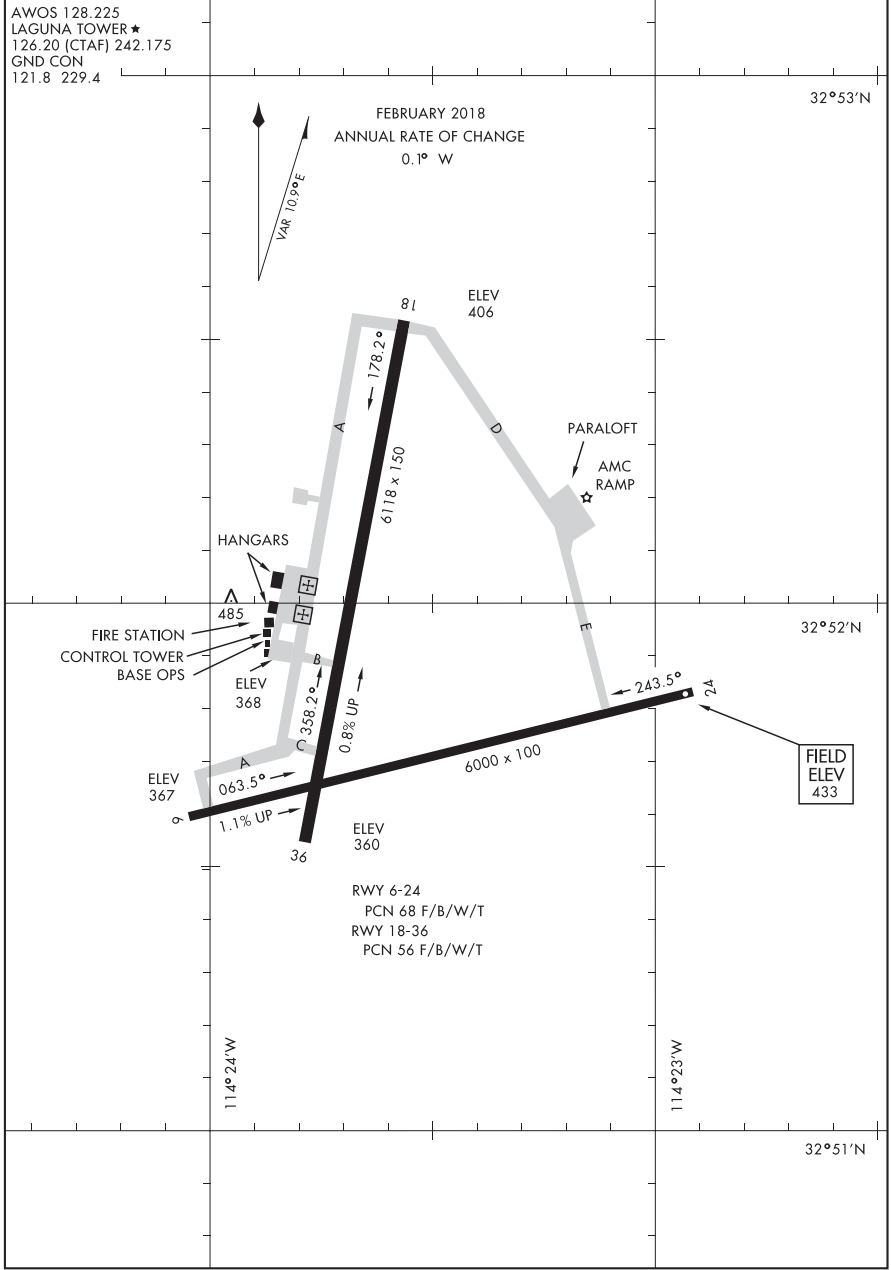 AWOS 128.225
LAGUNA TOWER ★
126.20 (CTAF) 242.175
GND CON
121.8 229.4
32°53'N
FEBRUARY 2018
ANNUAL RATE OF CHANGE
0.1° W
VAR 10.9°E
18
ELEV
406
178.2°
A
D
6118 x 150
PARALOFT
AMC
RAMP
HANGARS
485
32°52'N
FIRE STATION
CONTROL TOWER
BASE OPS
ELEV
368
B
E
358.2°
0.8% UP
243.5°
24
C
A
6000 x 100
FIELD
ELEV
433
ELEV
367
063.5°
6
1.1% UP
36
ELEV
360
RWY 6-24
PCN 68 F/B/W/T
RWY 18-36
PCN 56 F/B/W/T
114°24'W
114°23'W
32°51'N